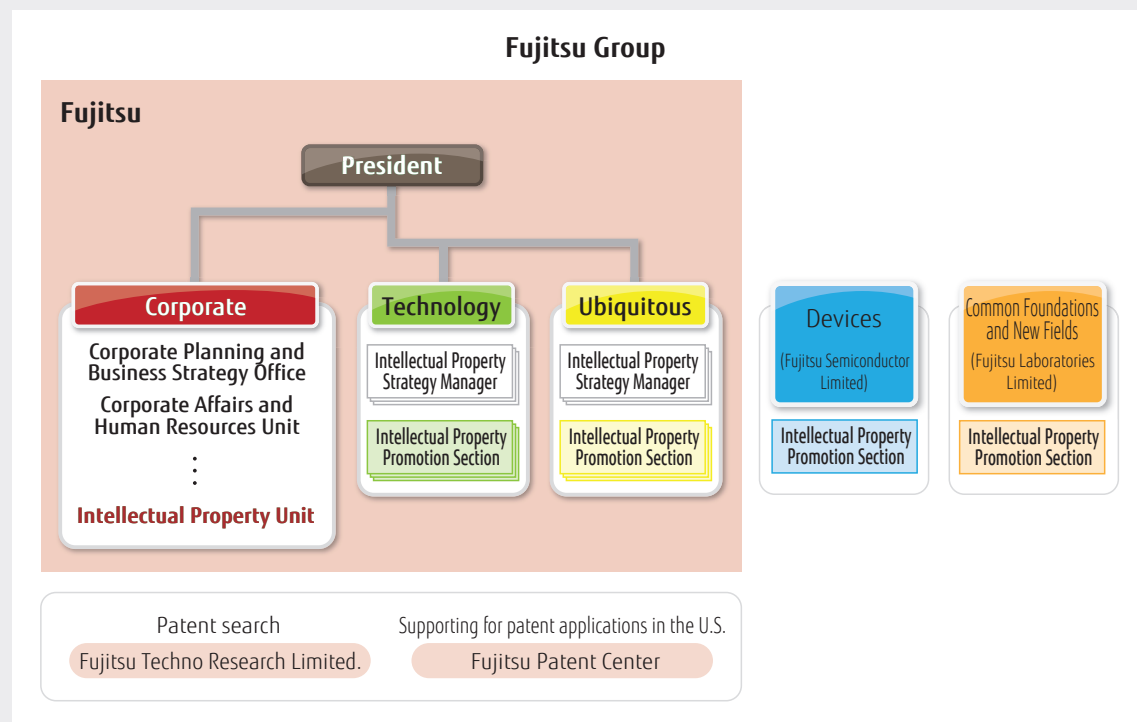 Fujitsu Group
Fujitsu
President
Corporate
Corporate Planning and
Business Strategy Office
Corporate Affairs and
Human Resources Unit
:
Intellectual Property Unit
Technology
Intellectual Property
Strategy Manager
Intellectual Property
Promotion Section
Ubiquitous
Intellectual Property
Strategy Manager
Intellectual Property
Promotion Section
Devices
(Fujitsu Semiconductor
Limited)
Intellectual Property
Promotion Section
Common Foundations
and New Fields
(Fujitsu Laboratories
Limited)
Intellectual Property
Promotion Section
Patent search
Fujitsu Techno Research Limited.
Supporting for patent applications in the U.S.
Fujitsu Patent Center